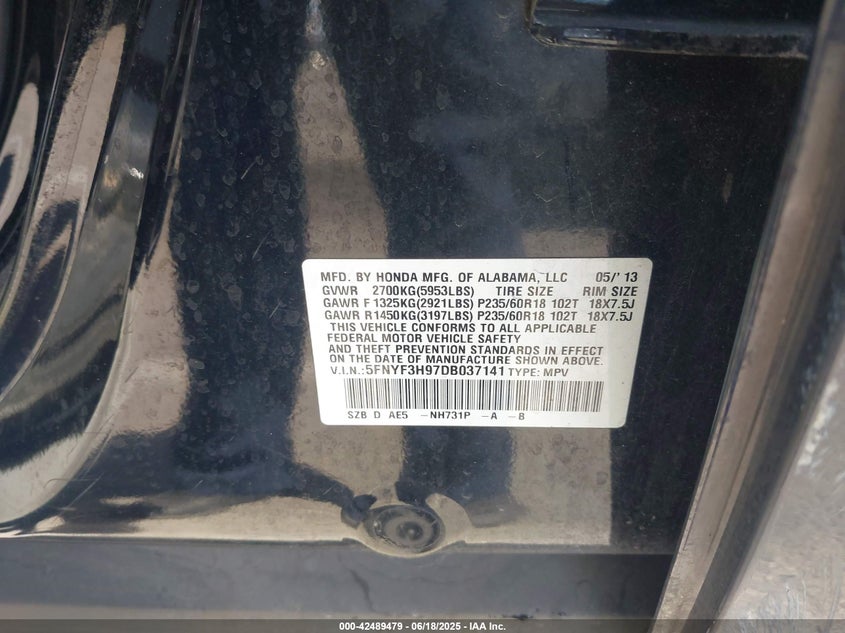 MFD. BY HONDA MFG. OF ALABAMA, LLC 05/'13
GVWR 2700KG(5953LBS) TIRE SIZE RIM SIZE
GAWR F 1325KG(2921LBS) P235/60R18 102T 18X7.5J
GAWR R1450KG(3197LBS) P235/60R18 102T 18X7.5J
THIS VEHICLE CONFORMS TO ALL APPLICABLE
FEDERAL MOTOR VEHICLE SAFETY
AND THEFT PREVENTION STANDARDS IN EFFECT
ON THE DATE OF MANUFACTURE SHOWN ABOVE.
V.I.N.:5FNYF3H97DB037141 TYPE: MPV
SZB D AE5 -NH731P -A -B
000-42489479 - 06/18/2025 - IAA Inc.